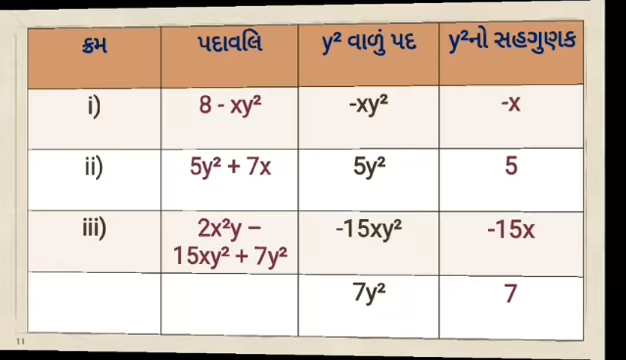 ક્રમ પદાવલિ y² વાળું પદ y²નો સહગુણક
i) 8 - xy² -xy² -x
ii) 5y² + 7x 5y² 5
iii) 2x²y – -15xy² -15x
15xy² + 7y²
7y² 7
11